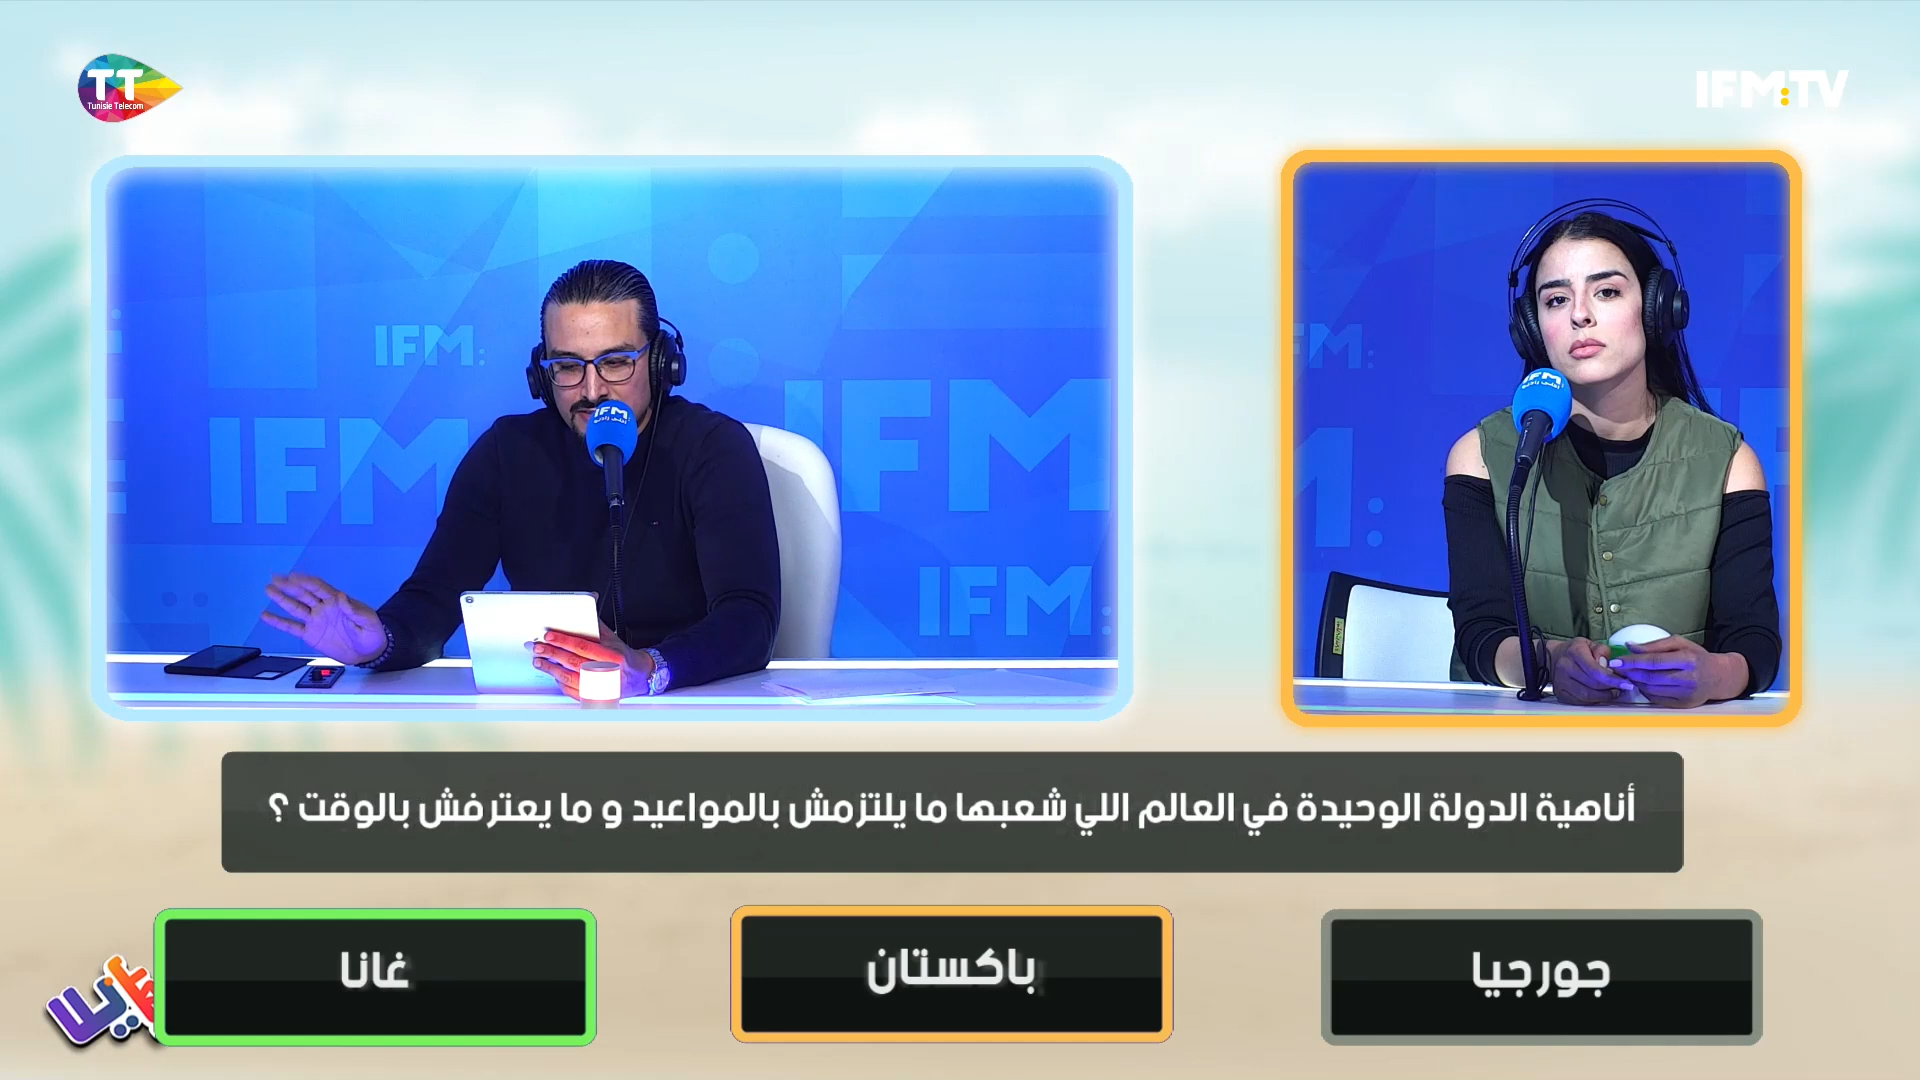 TT
Tunisie Telecom
IFM:TV
IFM:
IFM
IFM
IFM:
IFM
IFM
أناهية الدولة الوحيدة في العالم اللي شعبها ما يلتزمش بالمواعيد و ما يعترفش بالوقت ؟
جورجيا
باكستان
غانا